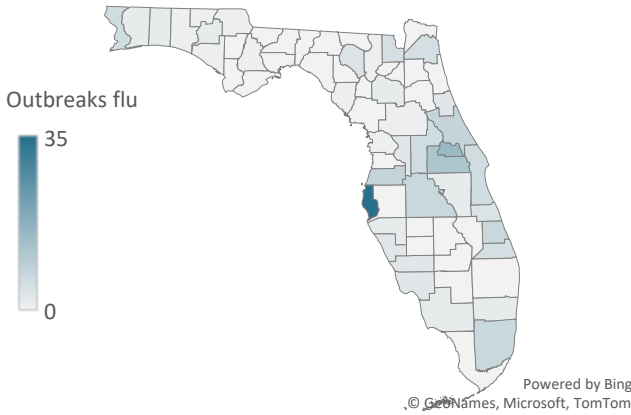 Outbreaks flu
35
0
Powered by Bing
© GeoNames, Microsoft, TomTom